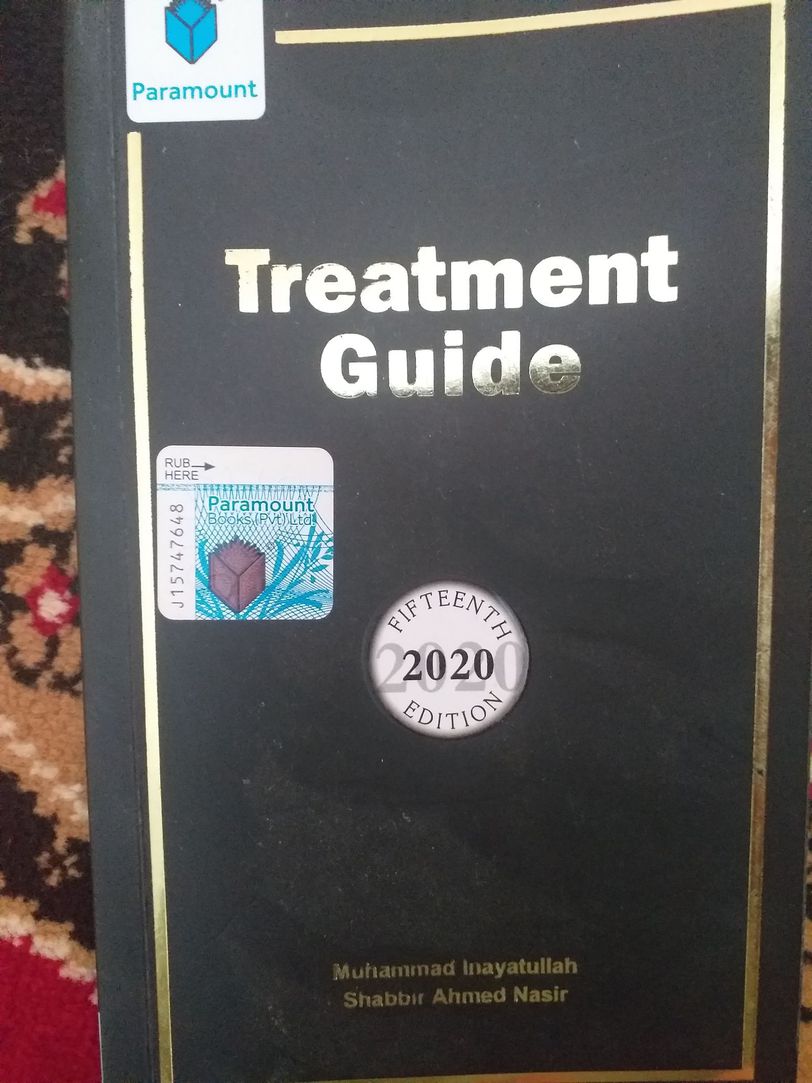 Paramount
Treatment
Guide
RUB
HERE
Paramount
Books (Pvt) Ltd.
J15747648
FIFTEENTH
2020
EDITION
Muhammad Inayatullah
Shabbir Ahmed Nasir